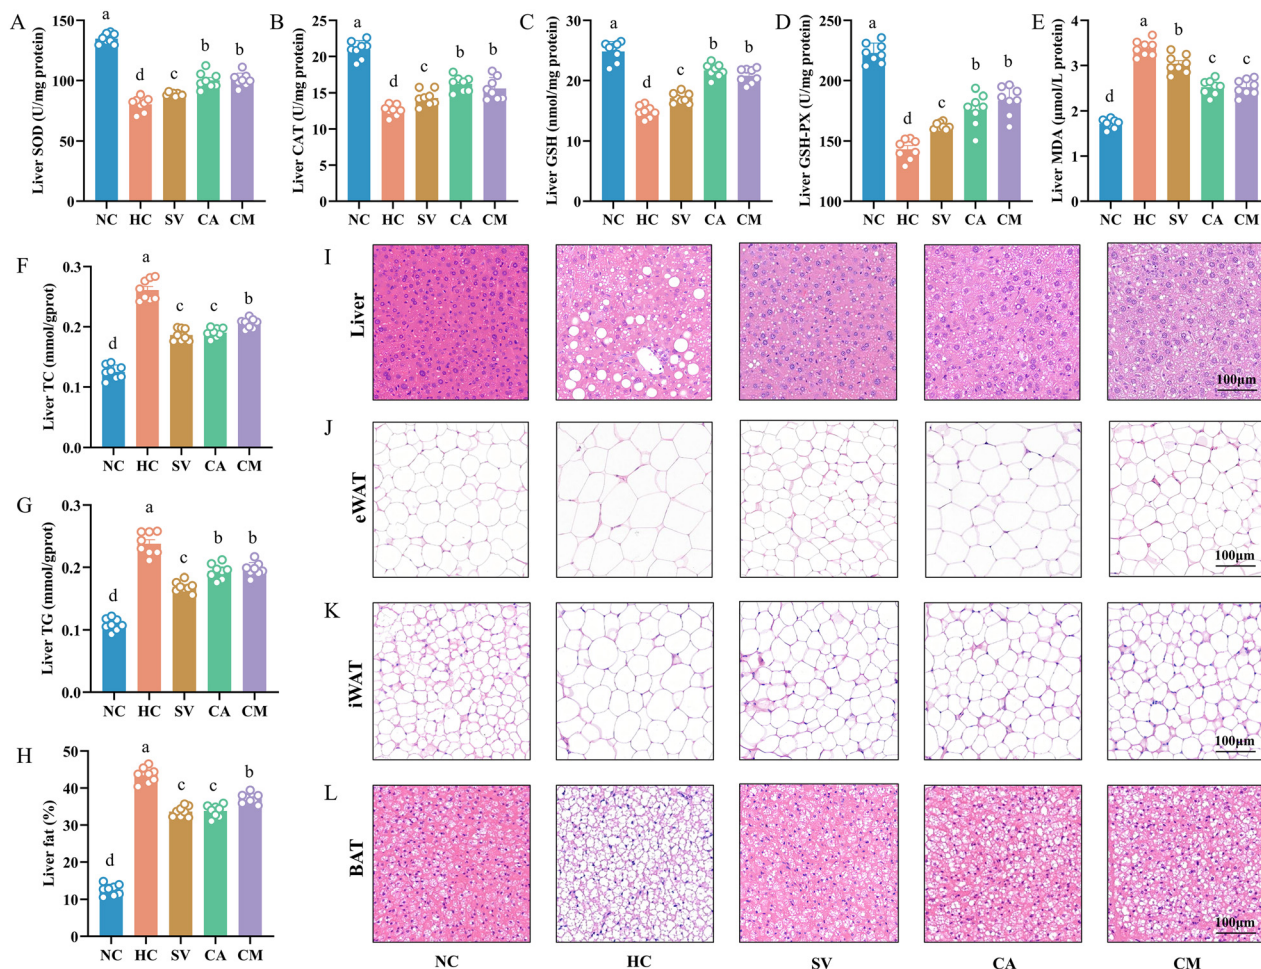 A
Liver SOD (U/mg protein)
150
100
50
0
a
d
c
b
b
NC HC SV CA CM
B
Liver CAT (U/mg protein)
25
20
15
10
5
0
a
d
c
b
b
NC HC SV CA CM
C
Liver GSH (nmol/mg protein)
30
20
10
0
a
d
c
b
b
NC HC SV CA CM
D
Liver GSH-PX (U/mg protein)
250
200
150
100
a
d
c
b
b
NC HC SV CA CM
E
Liver MDA (μmol/L protein)
4
3
2
1
0
d
a
b
c
c
NC HC SV CA CM
F
Liver TC (mmol/gprot)
0.3
0.2
0.1
0.0
d
a
c
c
b
NC HC SV CA CM
G
Liver TG (mmol/gprot)
0.3
0.2
0.1
0.0
d
a
c
b
b
NC HC SV CA CM
H
Liver fat (%)
50
40
30
20
10
0
d
a
c
c
b
NC HC SV CA CM
I
Liver
100μm
J
eWAT
100μm
K
iWAT
100μm
L
BAT
100μm
NC HC SV CA CM